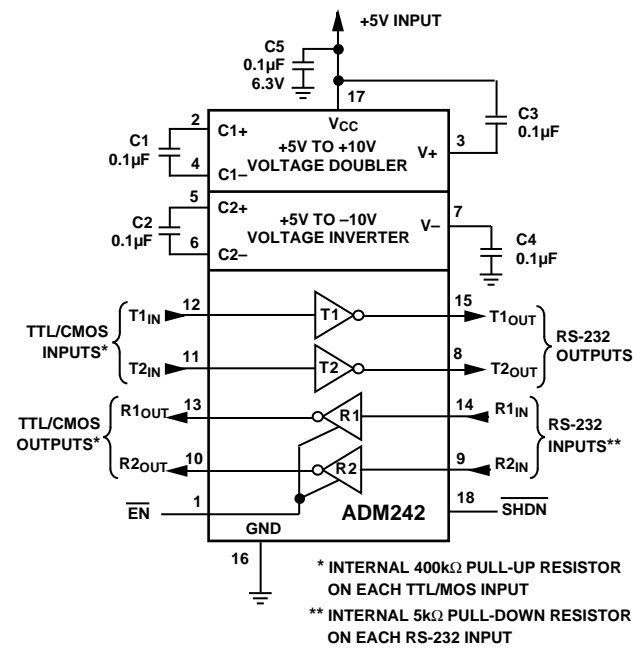 +5V INPUT
C5
0.1µF
6.3V
17
VCC
C3
0.1µF
2
C1+
C1
0.1µF
4
C1–
+5V TO +10V
VOLTAGE DOUBLER
V+
3
5
C2+
C2
0.1µF
6
C2–
+5V TO –10V
VOLTAGE INVERTER
V–
7
C4
0.1µF
TTL/CMOS
INPUTS*
T1IN
12
T1
15
T1OUT
T2IN
11
T2
8
T2OUT
RS-232
OUTPUTS
TTL/CMOS
OUTPUTS*
R1OUT
13
R1
14
R1IN
R2OUT
10
R2
9
R2IN
RS-232
INPUTS**
EN
1
ADM242
18
SHDN
GND
16
* INTERNAL 400kΩ PULL-UP RESISTOR
ON EACH TTL/MOS INPUT
** INTERNAL 5kΩ PULL-DOWN RESISTOR
ON EACH RS-232 INPUT